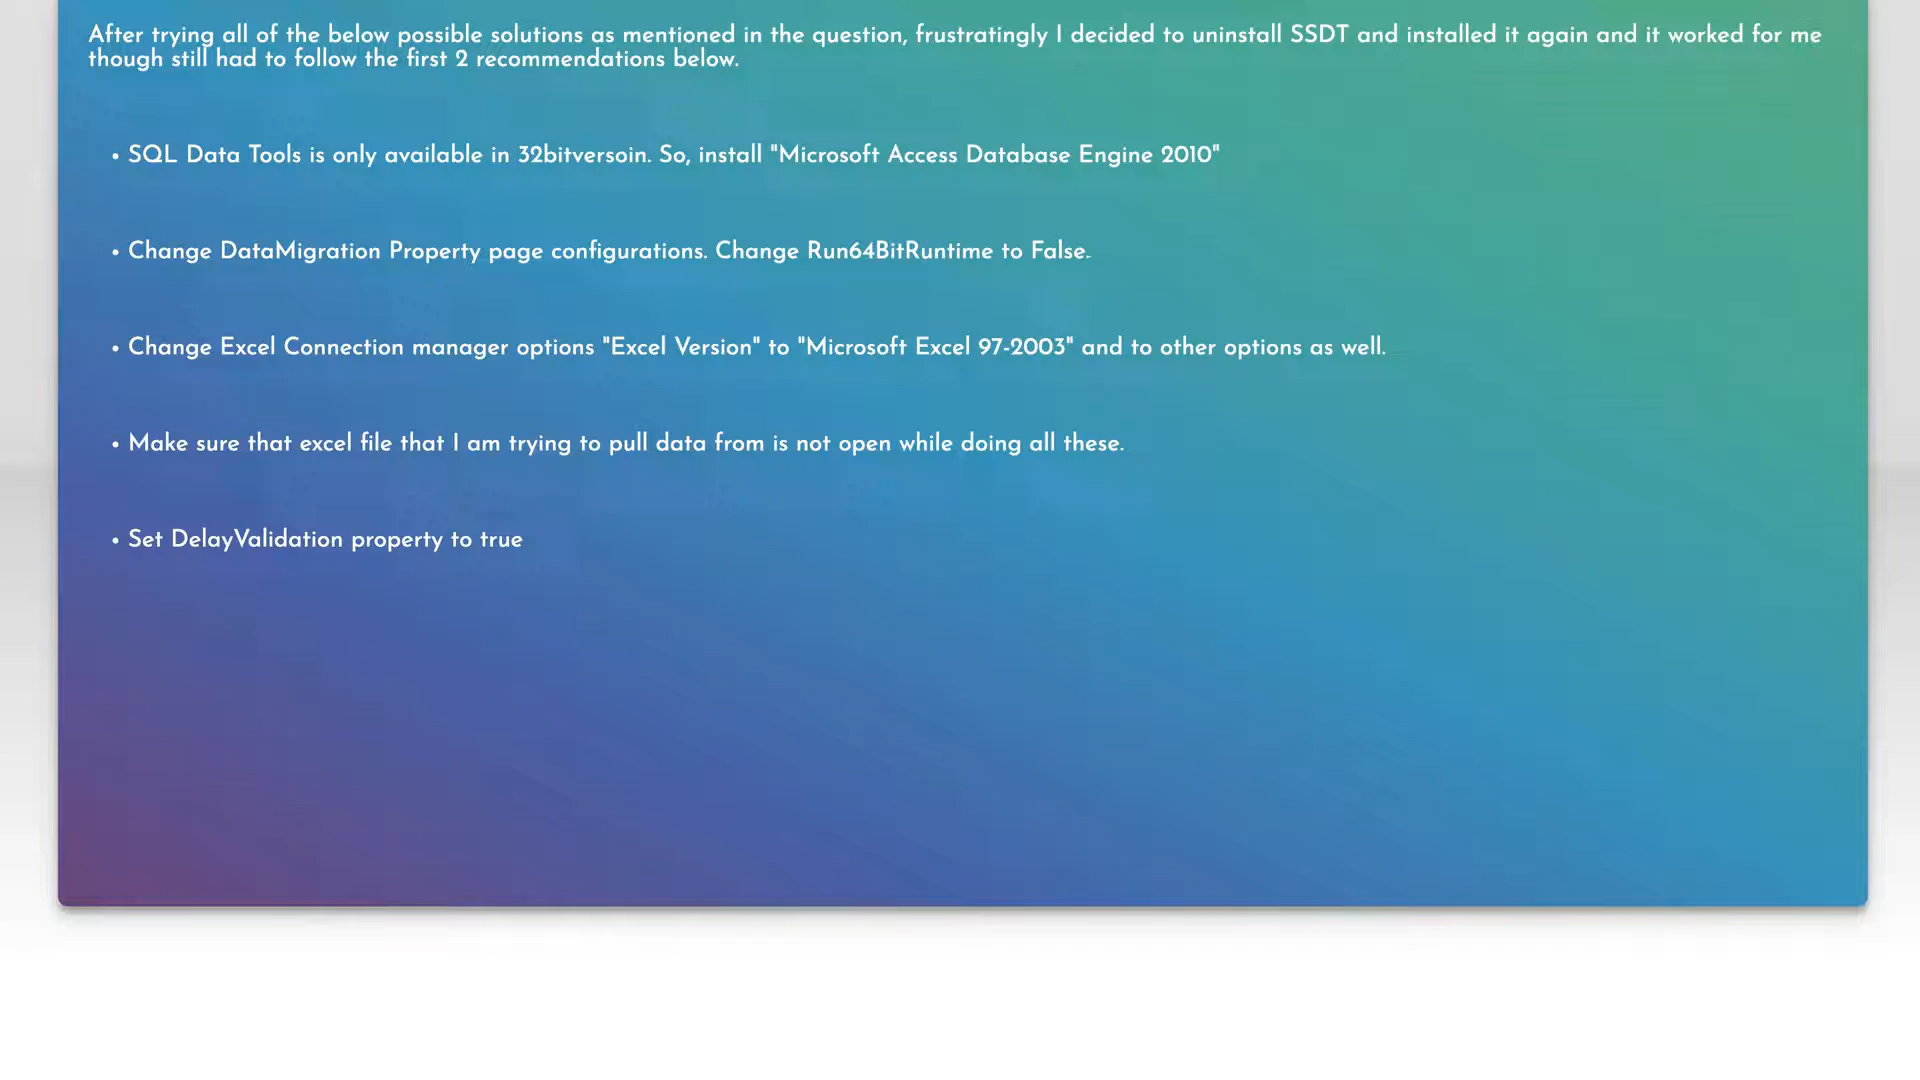 After trying all of the below possible solutions as mentioned in the question, frustratingly I decided to uninstall SSDT and installed it again and it worked for me
though still had to follow the first 2 recommendations below.
• SQL Data Tools is only available in 32bitversoin. So, install "Microsoft Access Database Engine 2010"
• Change DataMigration Property page configurations. Change Run64BitRuntime to False.
• Change Excel Connection manager options "Excel Version" to "Microsoft Excel 97-2003" and to other options as well.
• Make sure that excel file that I am trying to pull data from is not open while doing all these.
• Set DelayValidation property to true